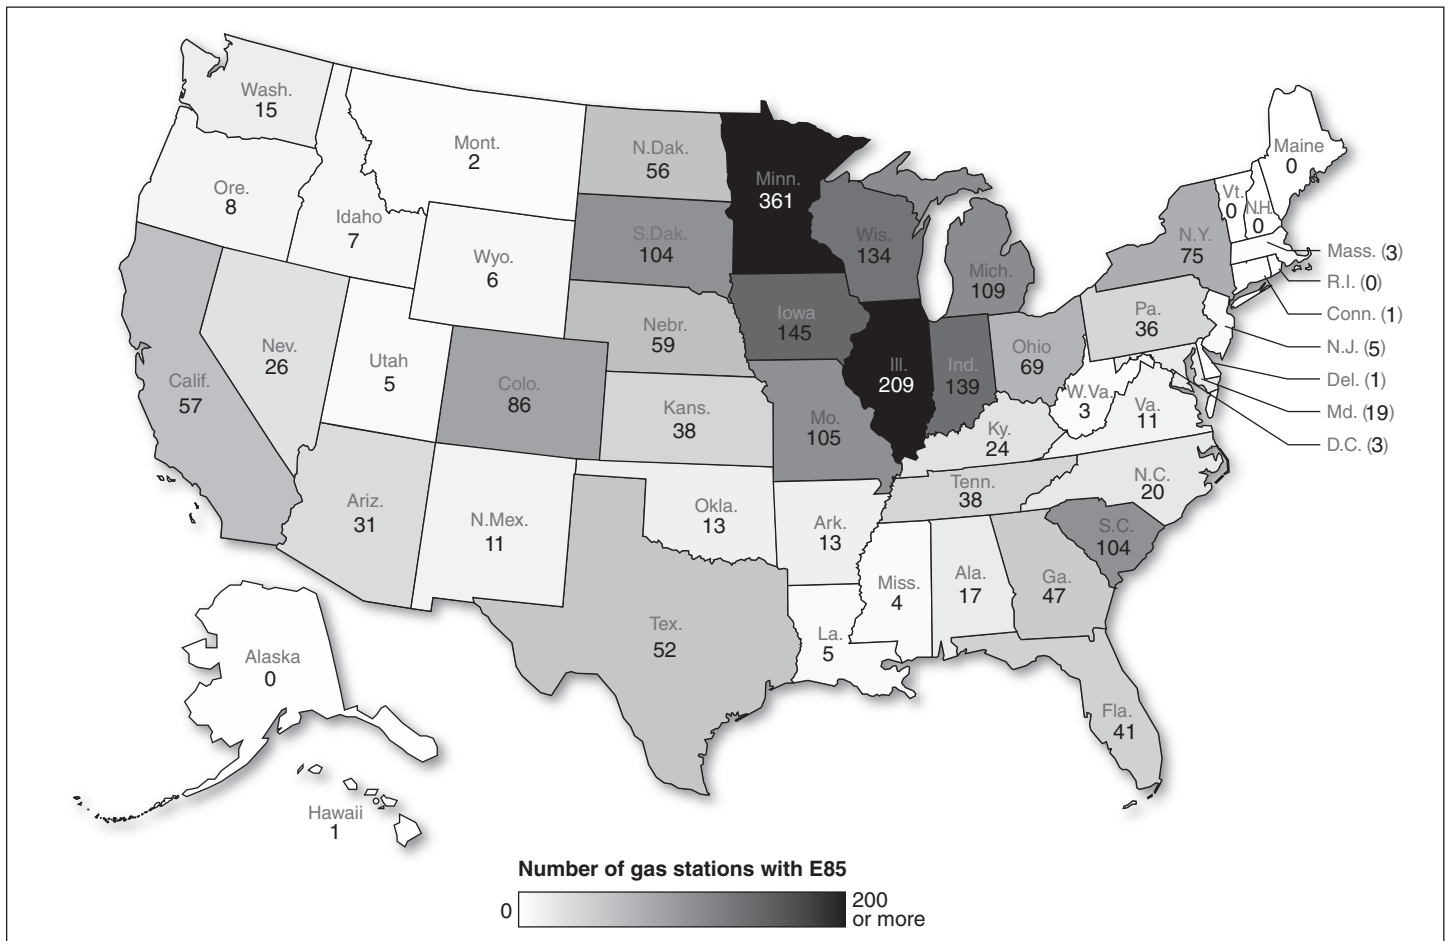 Wash.
15
Ore.
8
Idaho
7
Mont.
2
Wyo.
6
N.Dak.
56
S.Dak.
104
Minn.
361
Wis.
134
Mich.
109
Maine
0
Vt.
0
N.H.
0
N.Y.
75
Mass. (3)
R.I. (0)
Conn. (1)
N.J. (5)
Del. (1)
Md. (19)
D.C. (3)
Calif.
57
Nev.
26
Utah
5
Colo.
86
Nebr.
59
Kans.
38
Iowa
145
Mo.
105
Ill.
209
Ind.
139
Ohio
69
Pa.
36
W.Va.
3
Va.
11
Ky.
24
Tenn.
38
N.C.
20
S.C.
104
Ariz.
31
N.Mex.
11
Okla.
13
Ark.
13
Tex.
52
La.
5
Miss.
4
Ala.
17
Ga.
47
Fla.
41
Alaska
0
Hawaii
1
Number of gas stations with E85
0
200
or more